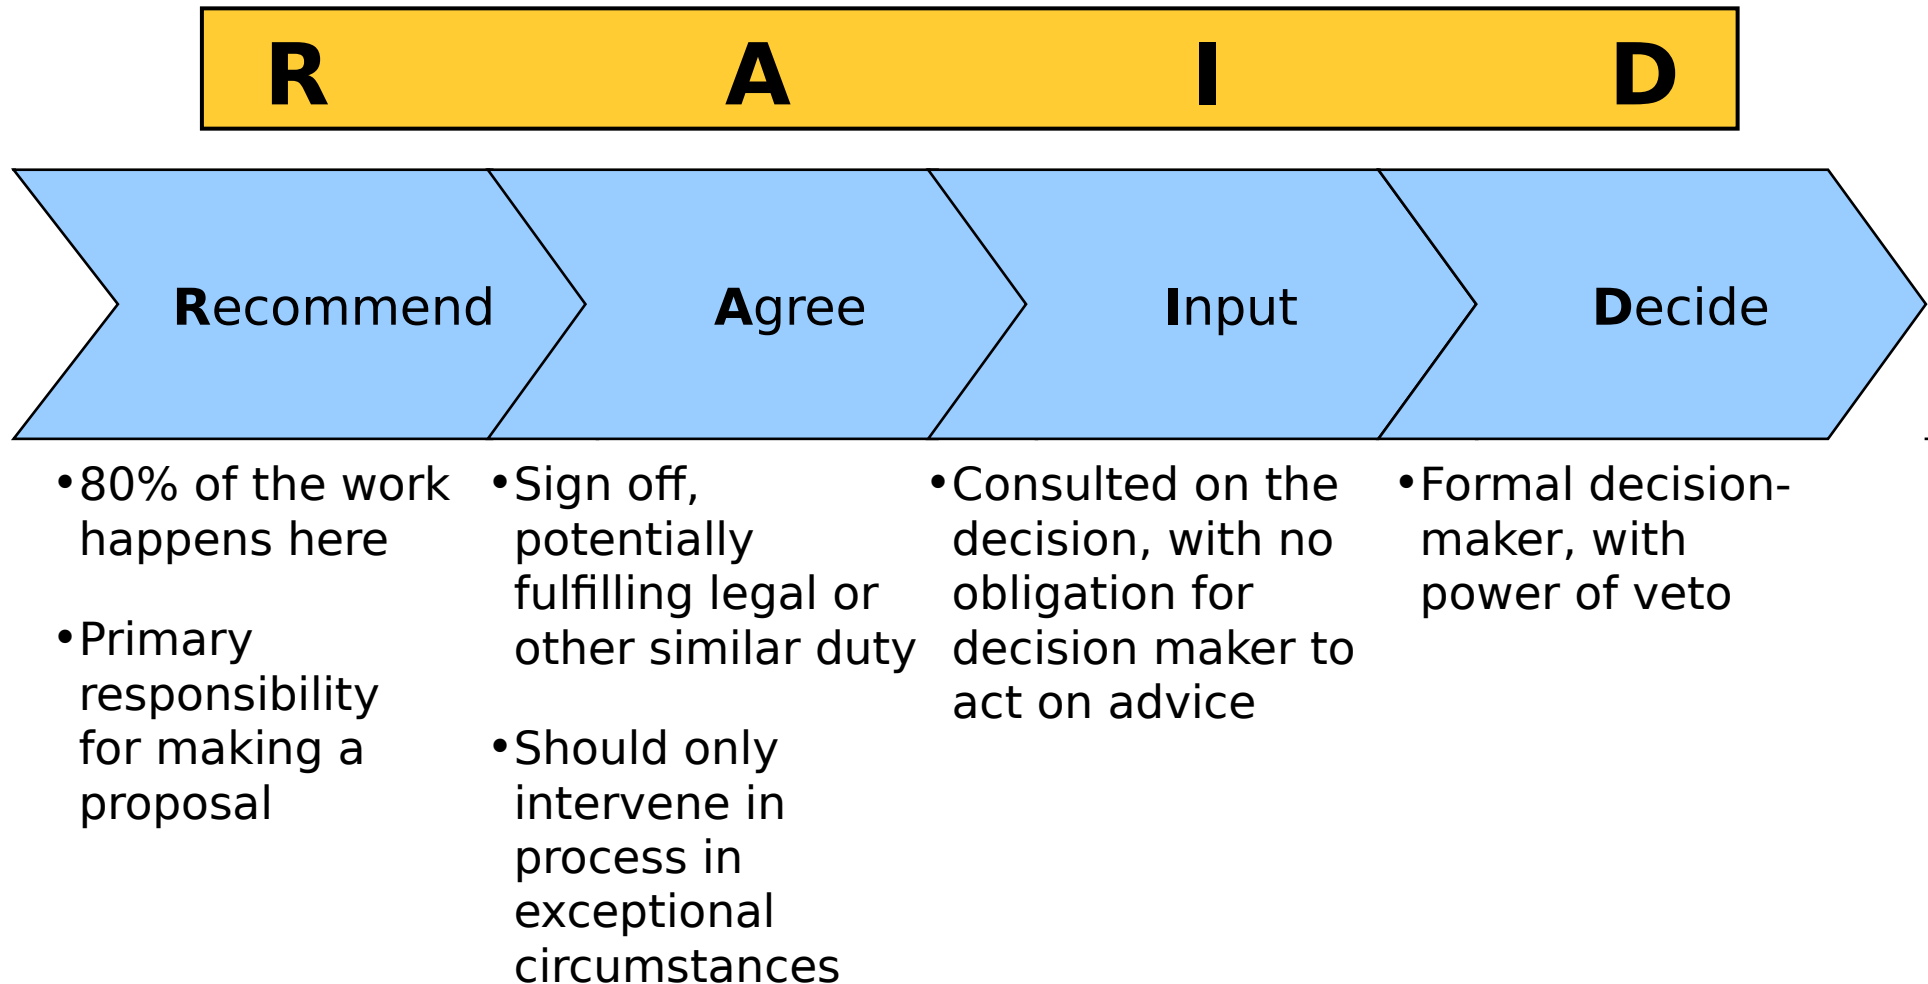 R A I D
Recommend
Agree
Input
Decide
•80% of the work
happens here
•Primary
responsibility
for making a
proposal
•Sign off,
potentially
fulfilling legal or
other similar duty
•Should only
intervene in
process in
exceptional
circumstances
•Consulted on the
decision, with no
obligation for
decision maker to
act on advice
•Formal decision-
maker, with
power of veto